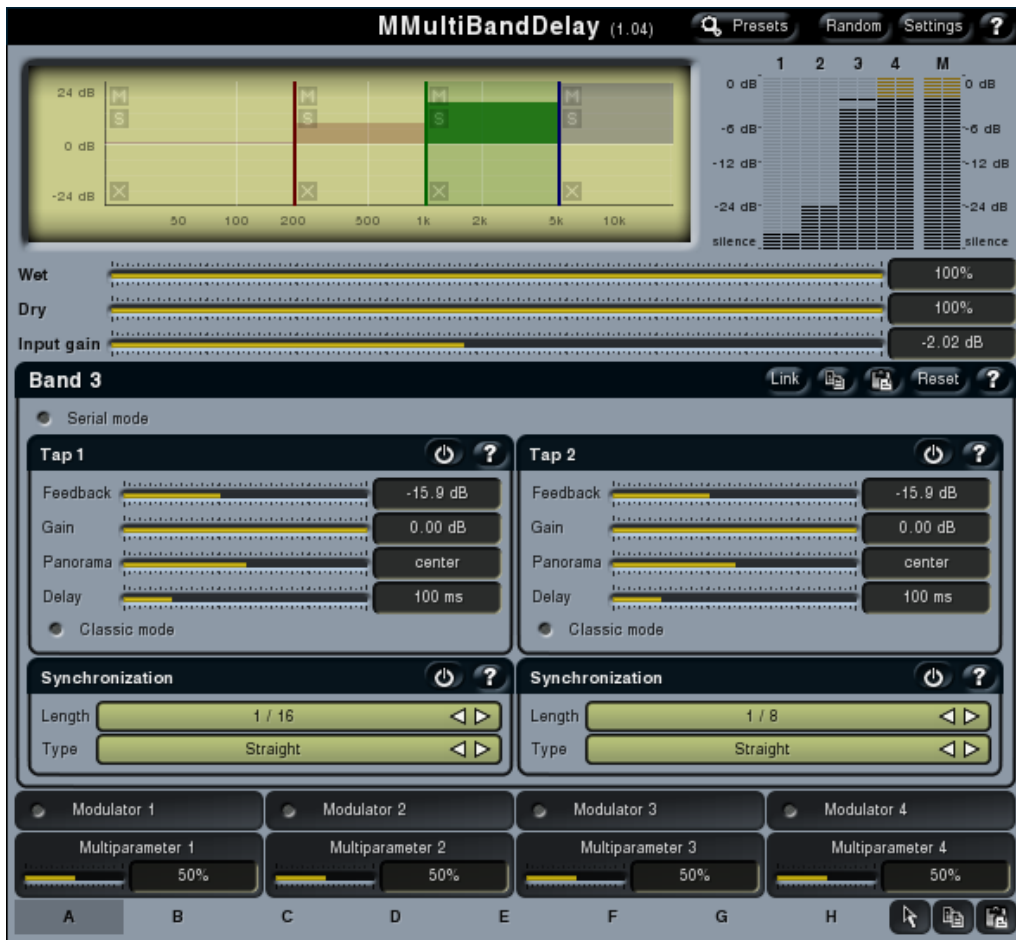 MMultiBandDelay (1.04) Presets Random Settings ?
1 2 3 4 M
24 dB M M M M 0 dB 0 dB
S S S S
0 dB -6 dB -6 dB
-12 dB -12 dB
-24 dB -24 dB -24 dB
50 100 200 500 1k 2k 5k 10k
silence silence
Wet 100%
Dry 100%
Input gain -2.02 dB
Band 3 Link Reset ?
Serial mode
Tap 1 ?
Feedback -15.9 dB
Gain 0.00 dB
Panorama center
Delay 100 ms
Classic mode
Synchronization ?
Length 1 / 16
Type Straight
Tap 2 ?
Feedback -15.9 dB
Gain 0.00 dB
Panorama center
Delay 100 ms
Classic mode
Synchronization ?
Length 1 / 8
Type Straight
Modulator 1 Modulator 2 Modulator 3 Modulator 4
Multiparameter 1 Multiparameter 2 Multiparameter 3 Multiparameter 4
50% 50% 50% 50%
A B C D E F G H